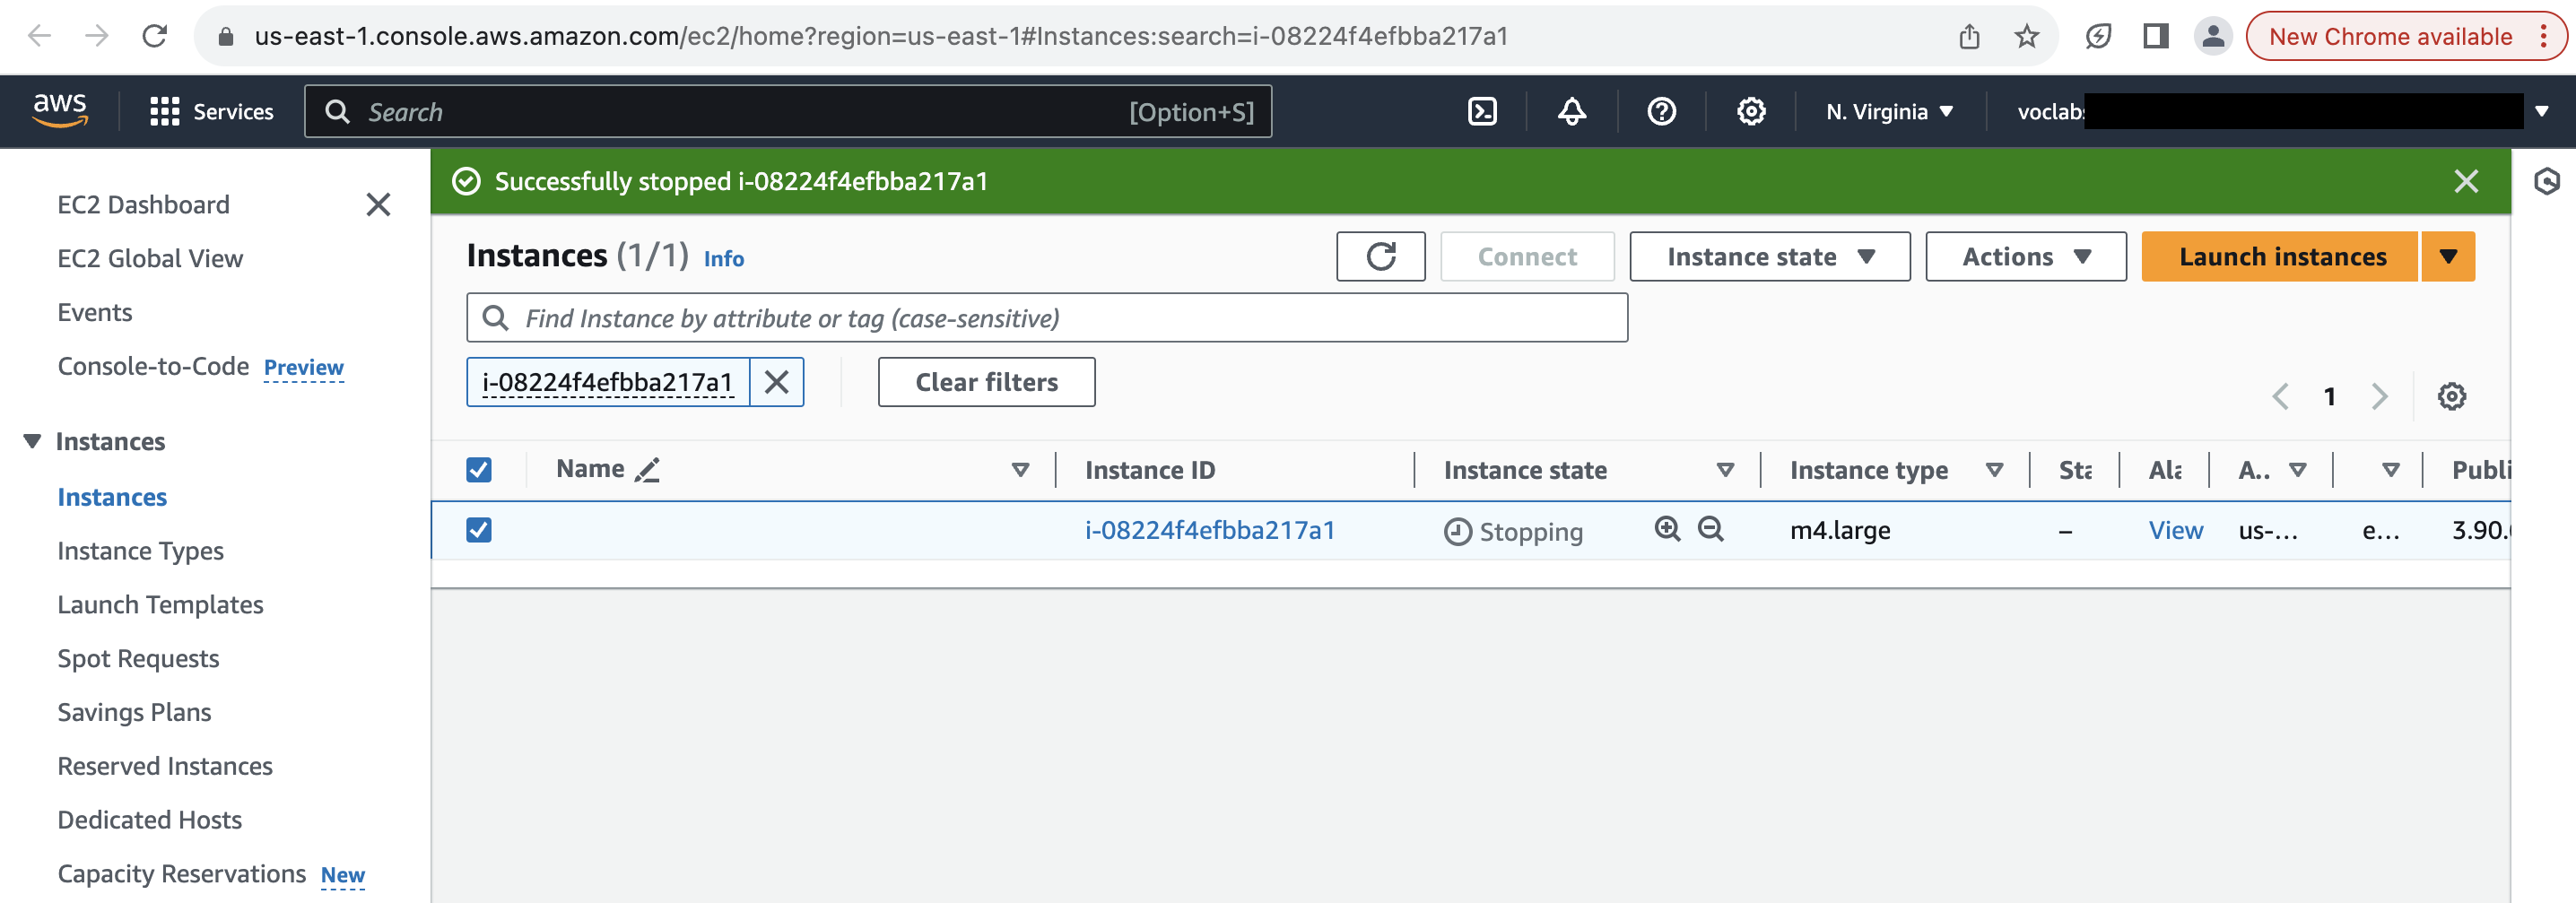 us-east-1.console.aws.amazon.com/ec2/home?region=us-east-1#Instances:search=i-08224f4efbba217a1
New Chrome available
aws
Services
Search
[Option+S]
N. Virginia
voclabs
EC2 Dashboard
EC2 Global View
Events
Console-to-Code Preview
Instances
Instances
Instance Types
Launch Templates
Spot Requests
Savings Plans
Reserved Instances
Dedicated Hosts
Capacity Reservations New
Successfully stopped i-08224f4efbba217a1
Instances (1/1) Info
Connect
Instance state
Actions
Launch instances
Find Instance by attribute or tag (case-sensitive)
i-08224f4efbba217a1
Clear filters
1
Name
Instance ID
Instance state
Instance type
Sta
Ala
A..
Publi
i-08224f4efbba217a1
Stopping
m4.large
–
View
us-...
e...
3.90.